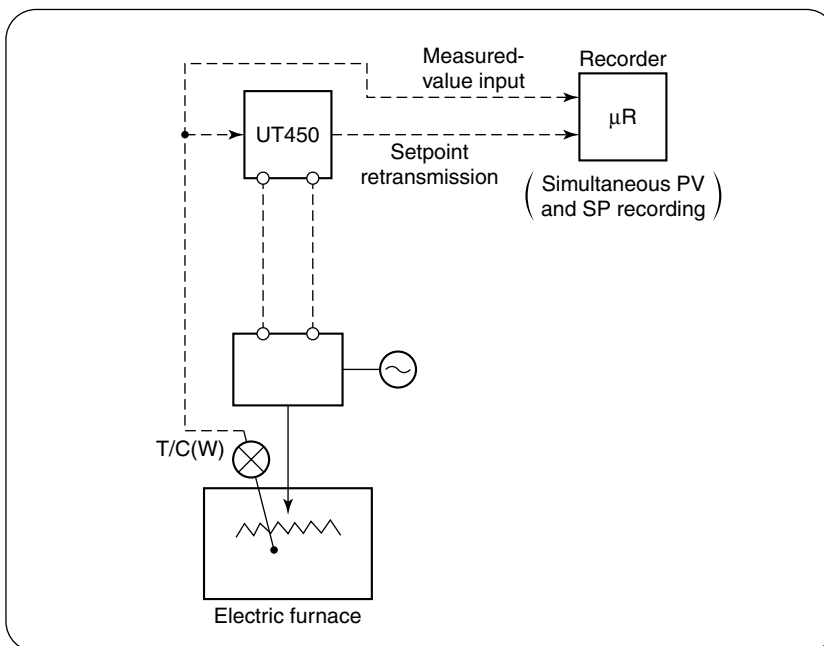 Measured-
value input
Recorder
μR
UT450
Setpoint
retransmission
(Simultaneous PV
and SP recording)
T/C(W)
Electric furnace